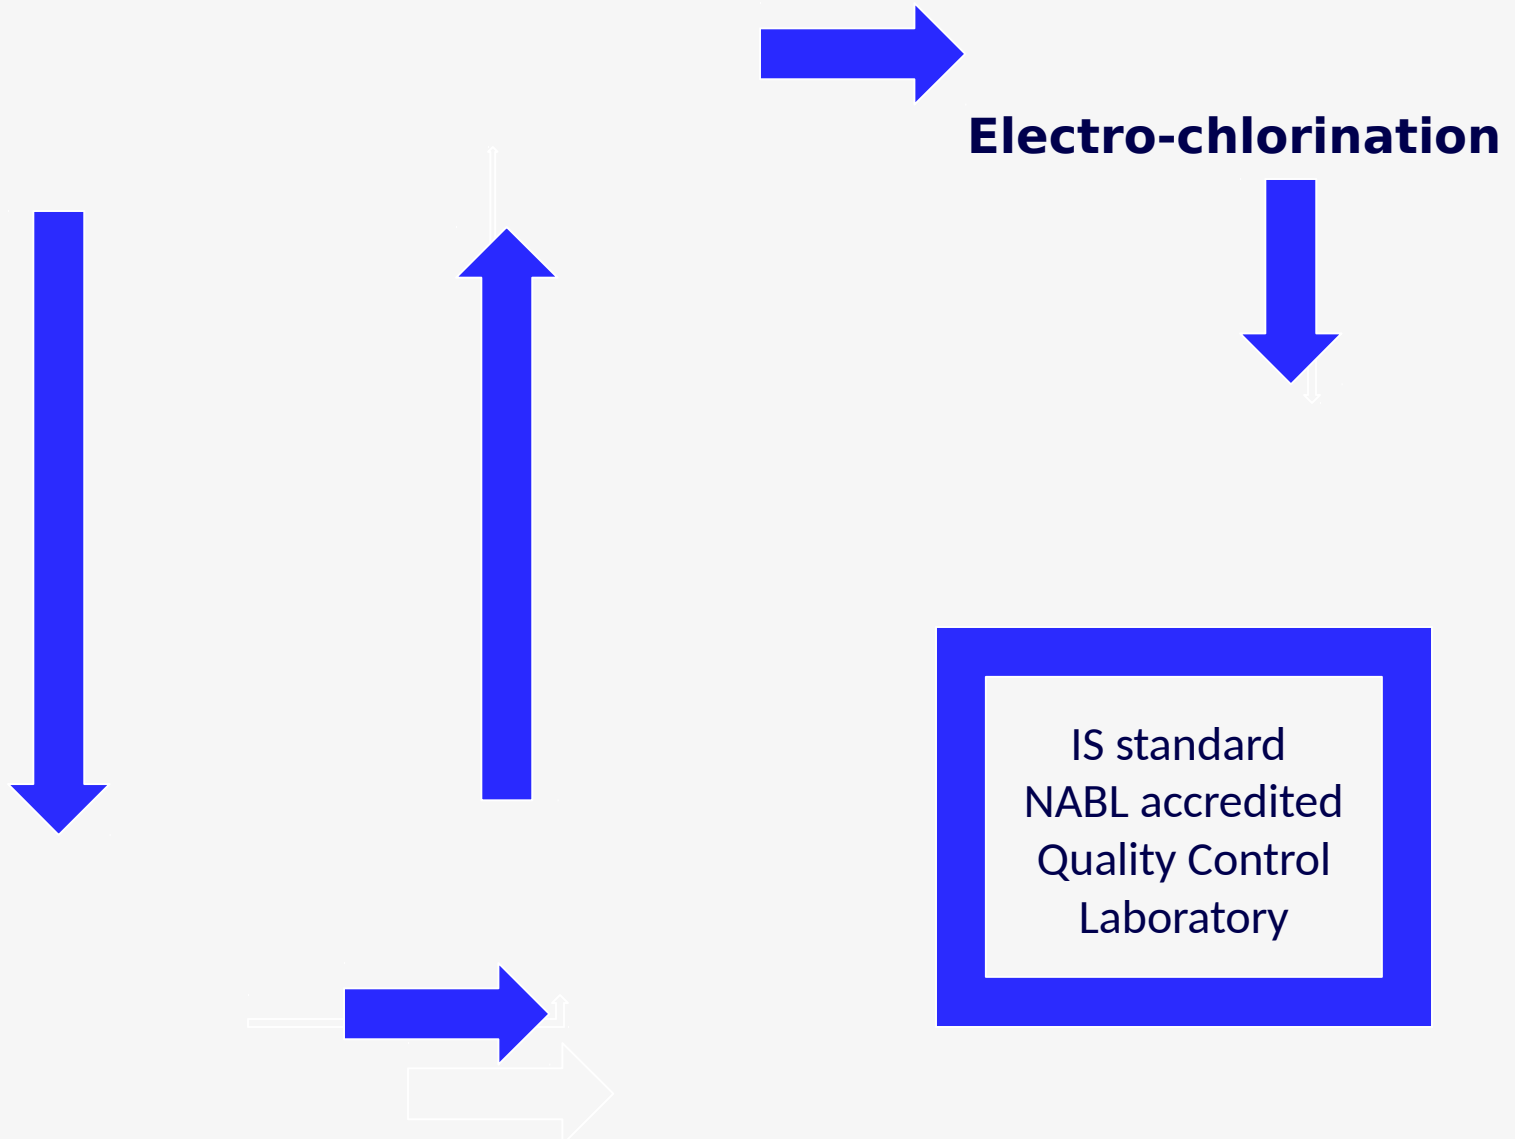 Electro-chlorination
IS standard
NABL accredited
Quality Control
Laboratory